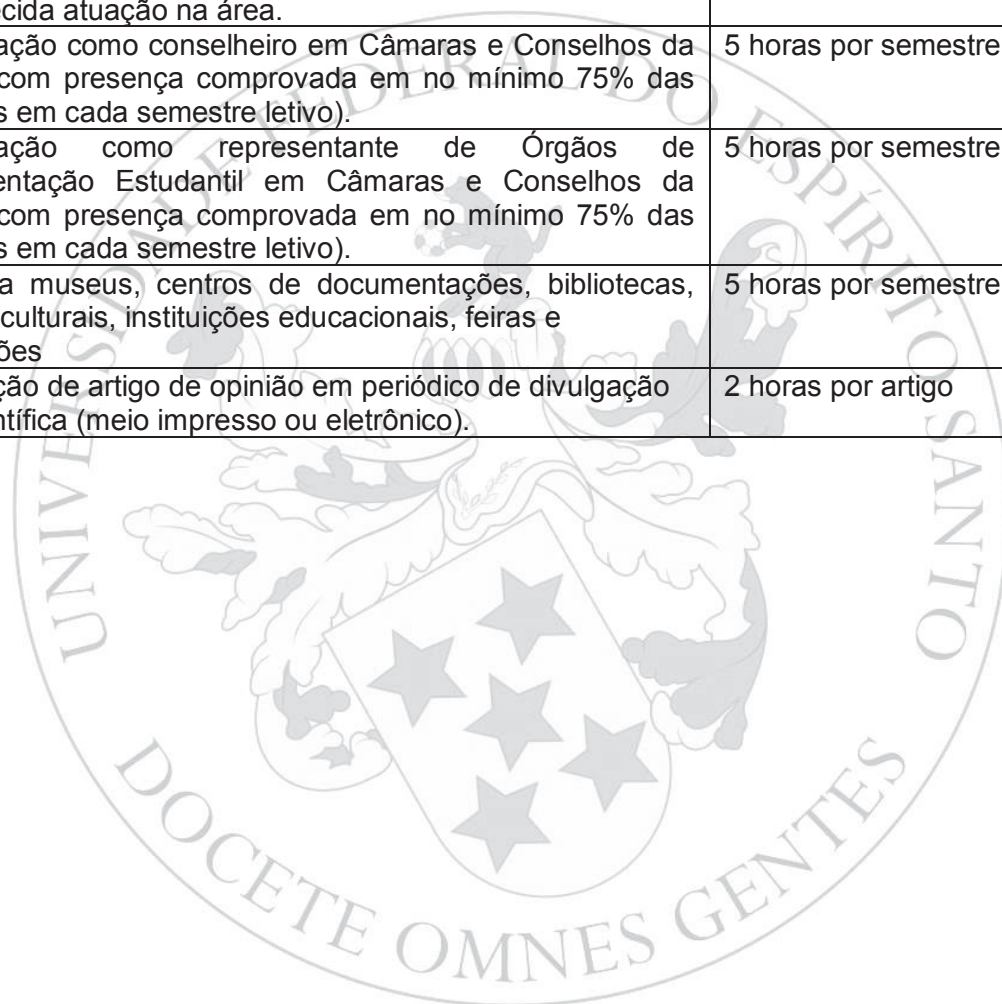 ecida atuação na área.
ação como conselheiro em Câmaras e Conselhos da
com presença comprovada em no mínimo 75% das
s em cada semestre letivo).
5 horas por semestre
ação como representante de Órgãos de
entação Estudantil em Câmaras e Conselhos da
com presença comprovada em no mínimo 75% das
s em cada semestre letivo).
5 horas por semestre
a museus, centros de documentações, bibliotecas,
culturais, instituições educacionais, feiras e
ões
5 horas por semestre
ção de artigo de opinião em periódico de divulgação
ntífica (meio impresso ou eletrônico).
2 horas por artigo
UNIVERSIDADE FEDERAL DO ESPÍRITO SANTO
DOCETE OMNES GENTES